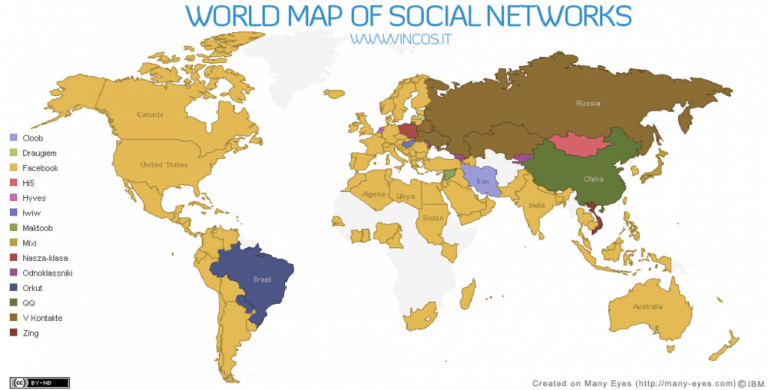 WORLD MAP OF SOCIAL NETWORKS
WWW.VINCOS.IT
Russia
Canada
United States
China
Iran
Algeria
Libya
India
Sudan
Brazil
Australia
Cloob
Draugiem
Facebook
Hi5
Hyves
Iwiw
Maktoob
Mixi
Nasza-klasa
Odnoklassniki
Orkut
QQ
V Kontakte
Zing
cc BY-ND
Created on Many Eyes (http://many-eyes.com) © IBM